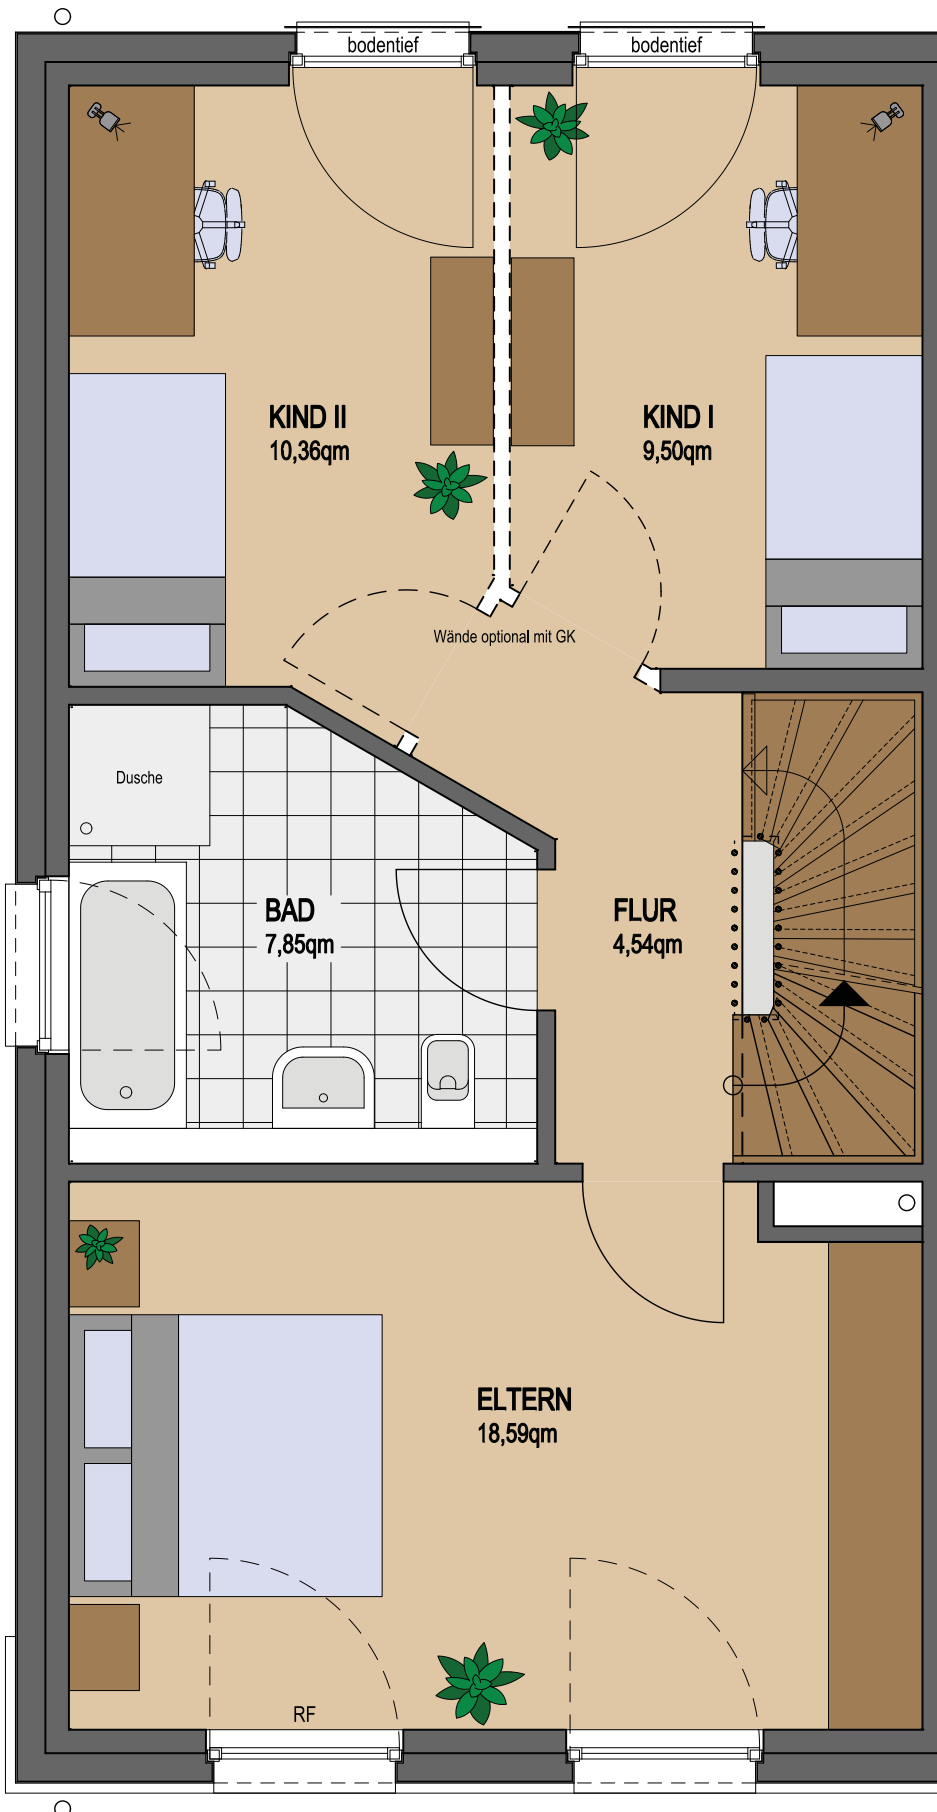 bodentief
bodentief
KIND II
10,36qm
KIND I
9,50qm
Wände optional mit GK
Dusche
BAD
7,85qm
FLUR
4,54qm
ELTERN
18,59qm
RF